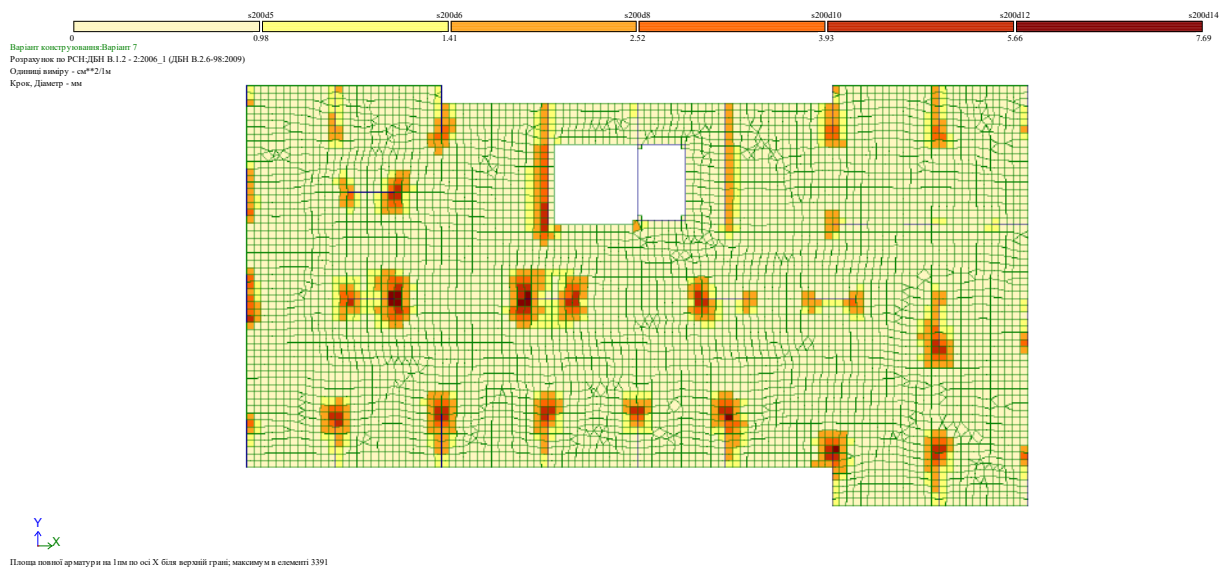 s200d5 s200d6 s200d8 s200d10 s200d12 s200d14
0 0.98 1.41 2.52 3.93 5.66 7.69
Варіант конструювання:Варіант 7
Розрахунок по РСН:ДБН В.1.2 - 2:2006_1 (ДБН В.2.6-98:2009)
Одиниці виміру - см**2/1м
Крок, Діаметр - мм
Y
X
Площа повної арматури на 1пм по осі X біля верхній грані; максимум в елементі 3391